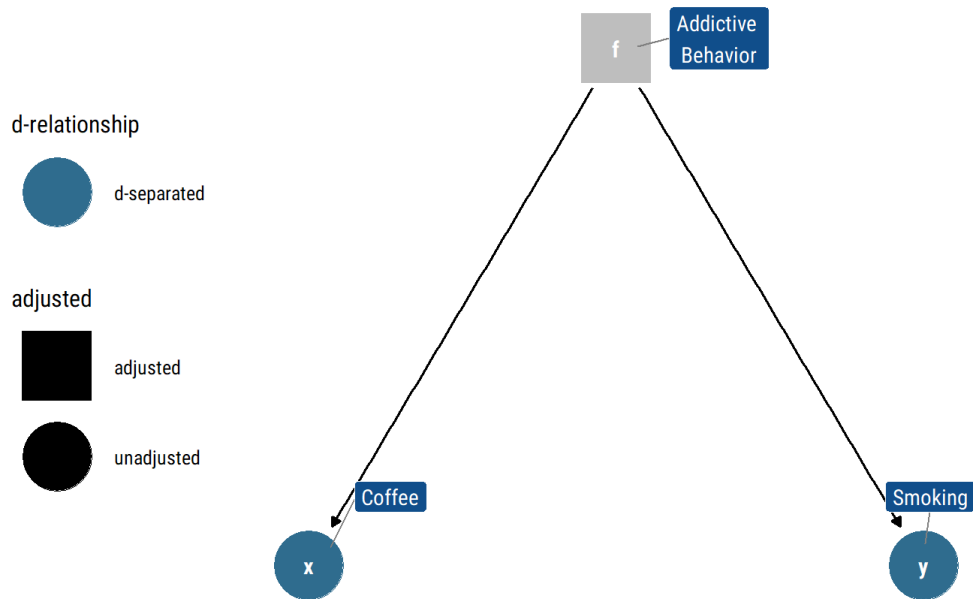 f
Addictive
Behavior
d-relationship
d-separated
adjusted
adjusted
unadjusted
Coffee
Smoking
x
y